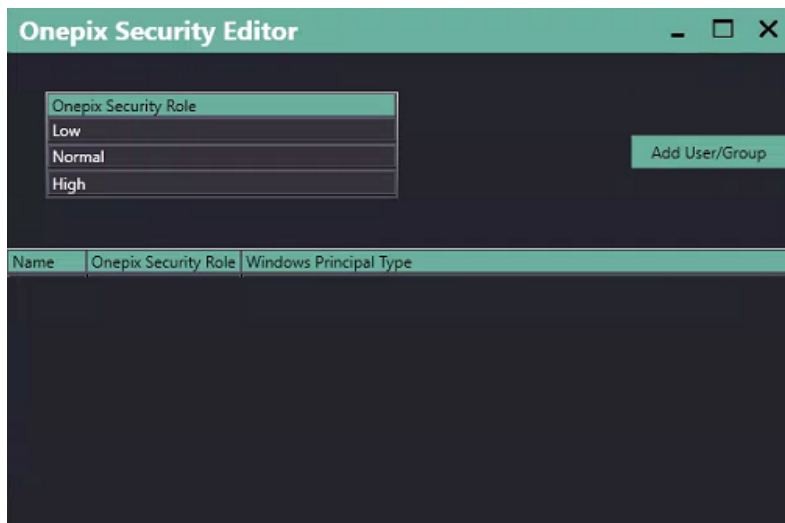 Onepix Security Editor
Onepix Security Role
Low
Normal
High
Add User/Group
Name Onepix Security Role Windows Principal Type